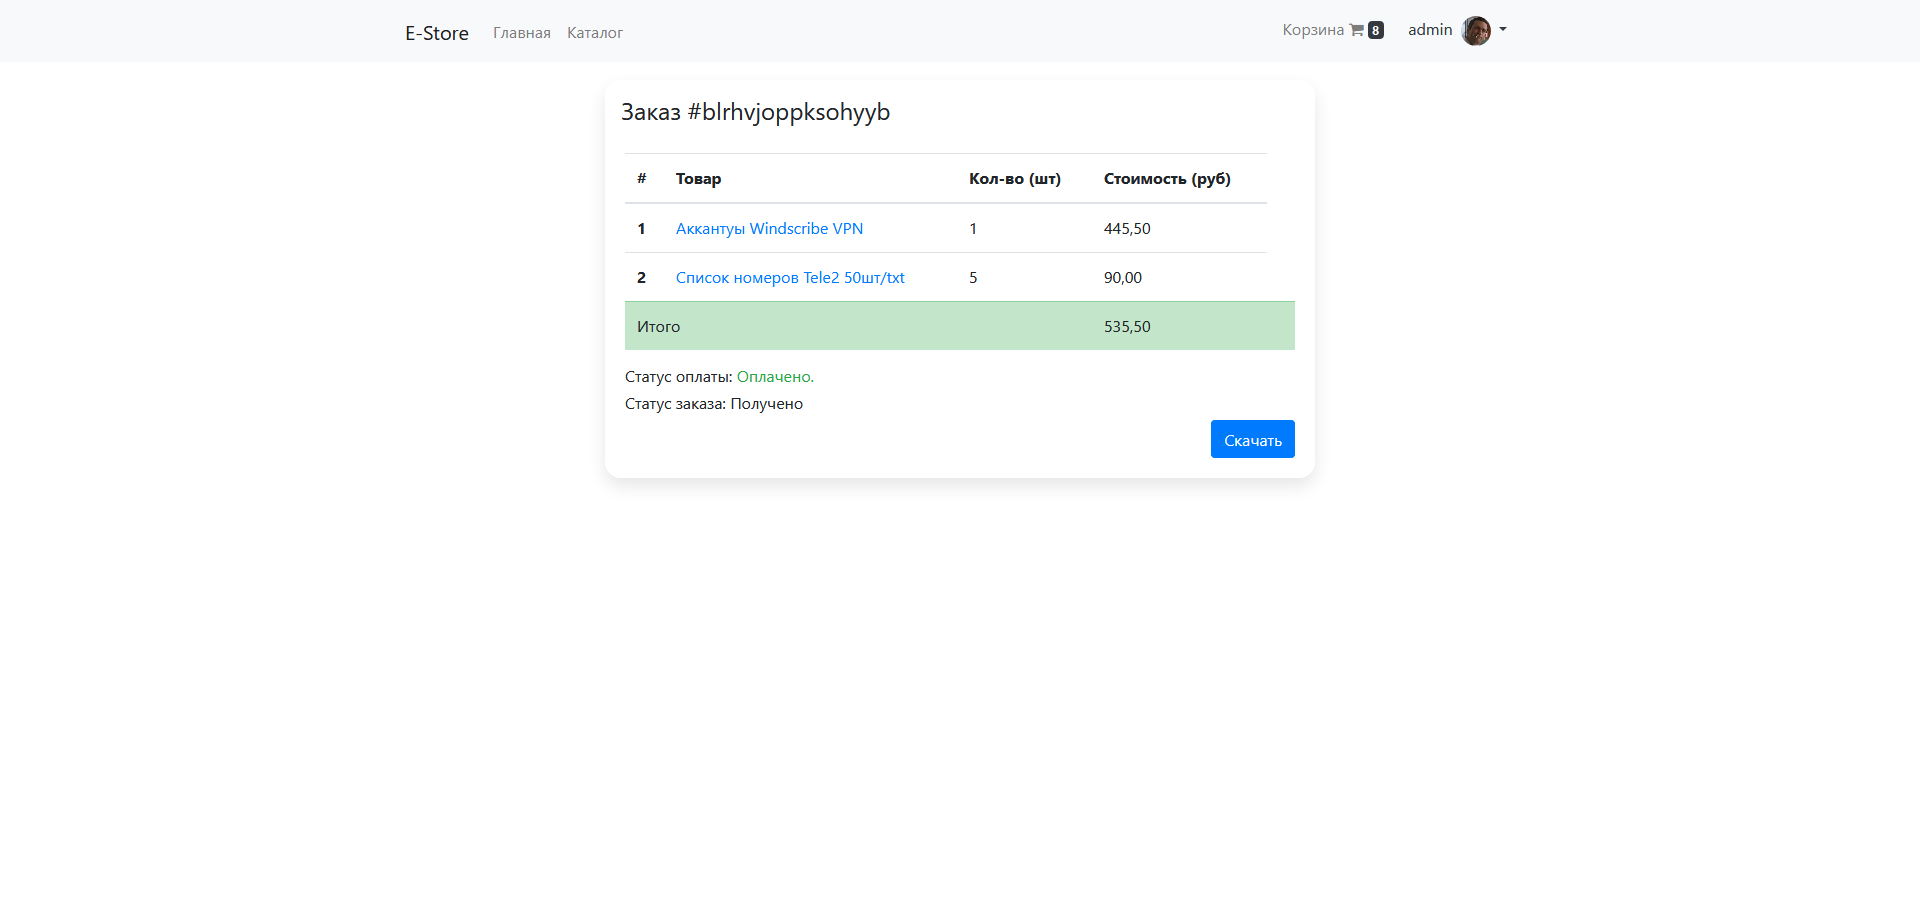 E-Store Главная Каталог Корзина 8 admin
Заказ #blrhvjoppksohyyb
# Товар Кол-во (шт) Стоимость (руб)
1 Аккантуы Windscribe VPN 1 445,50
2 Список номеров Tele2 50шт/txt 5 90,00
Итого 535,50
Статус оплаты: Оплачено.
Статус заказа: Получено
Скачать